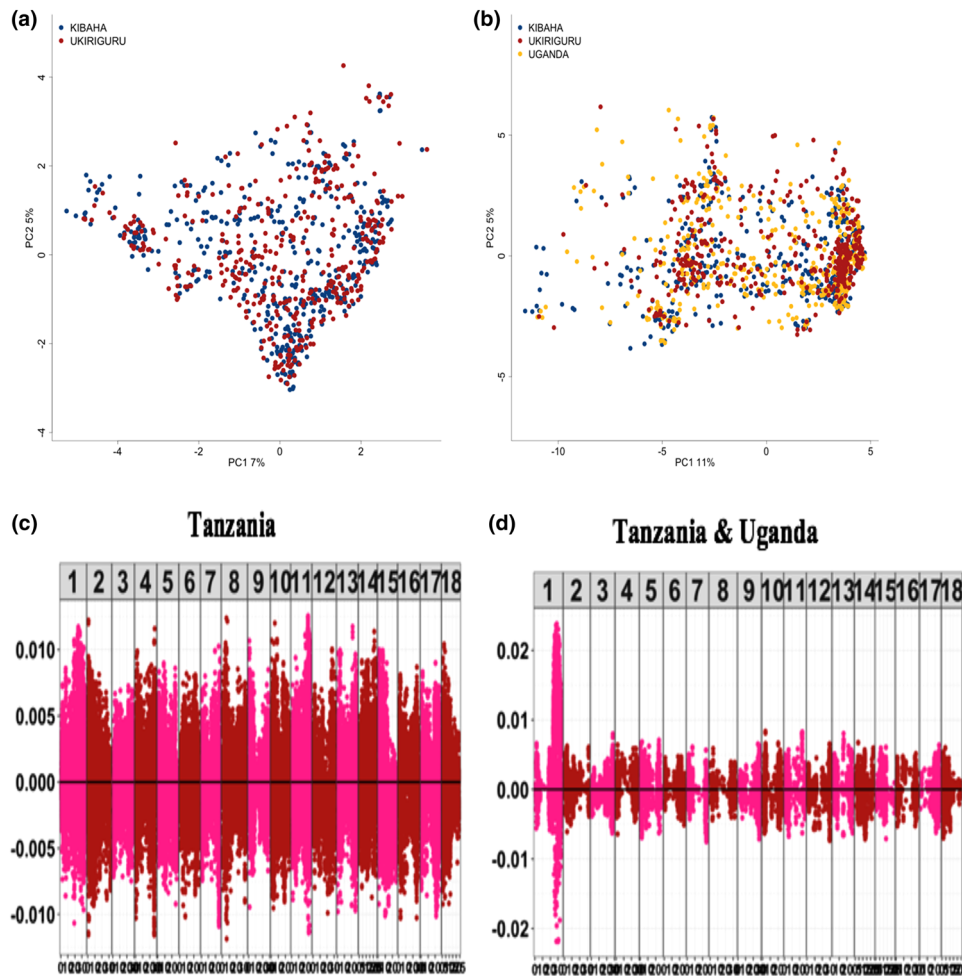 (a)
KIBAHA
UKIRIGURU
4
2
0
-2
-4
PC2 5%
-4
-2
0
2
PC1 7%
(b)
KIBAHA
UKIRIGURU
UGANDA
5
0
-5
PC2 5%
-10
-5
0
5
PC1 11%
(c)
Tanzania
1 2 3 4 5 6 7 8 9 10 11 12 13 14 15 16 17 18
0.010
0.005
0.000
-0.005
-0.010
(d)
Tanzania & Uganda
1 2 3 4 5 6 7 8 9 10 11 12 13 14 15 16 17 18
0.02
0.01
0.00
-0.01
-0.02